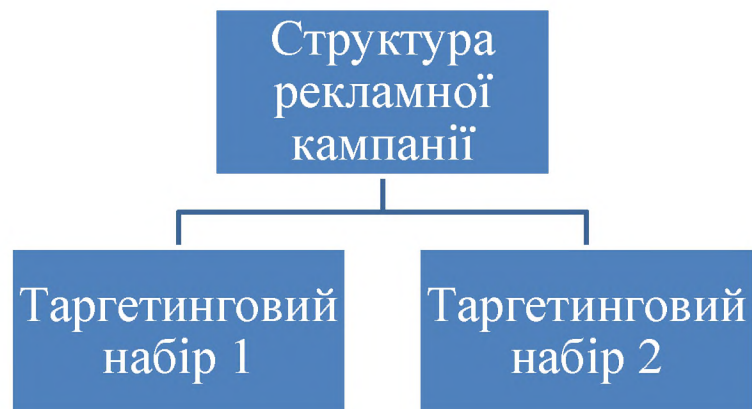 Структура
рекламної
кампанії
Таргетинговий
набір 1
Таргетинговий
набір 2